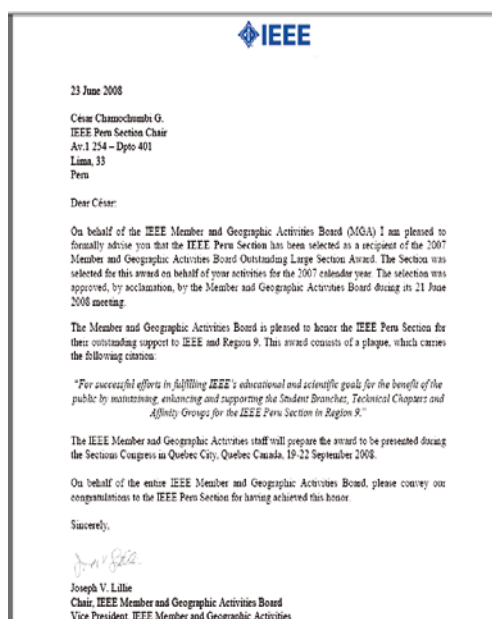 IEEE
23 June 2008
César Chamochumbi G.
IEEE Peru Section Chair
Av.1 254 – Dpto 401
Lima, 33
Peru
Dear César:
On behalf of the IEEE Member and Geographic Activities Board (MGA) I am pleased to
formally advise you that the IEEE Peru Section has been selected as a recipient of the 2007
Member and Geographic Activities Board Outstanding Large Section Award. The Section was
selected for this award on behalf of your activities for the 2007 calendar year. The selection was
approved, by acclamation, by the Member and Geographic Activities Board during its 21 June
2008 meeting.
The Member and Geographic Activities Board is pleased to honor the IEEE Peru Section for
their outstanding support to IEEE and Region 9. This award consists of a plaque, which carries
the following citation:
"For successful efforts in fulfilling IEEE's educational and scientific goals for the benefit of the
public by maintaining, enhancing and supporting the Student Branches, Technical Chapters and
Affinity Groups for the IEEE Peru Section in Region 9."
The IEEE Member and Geographic Activities staff will prepare the award to be presented during
the Sections Congress in Quebec City, Quebec Canada, 19-22 September 2008.
On behalf of the entire IEEE Member and Geographic Activities Board, please convey our
congratulations to the IEEE Peru Section for having achieved this honor.
Sincerely,
Joseph V. Lillie
Chair, IEEE Member and Geographic Activities Board
Vice President, IEEE Member and Geographic Activities